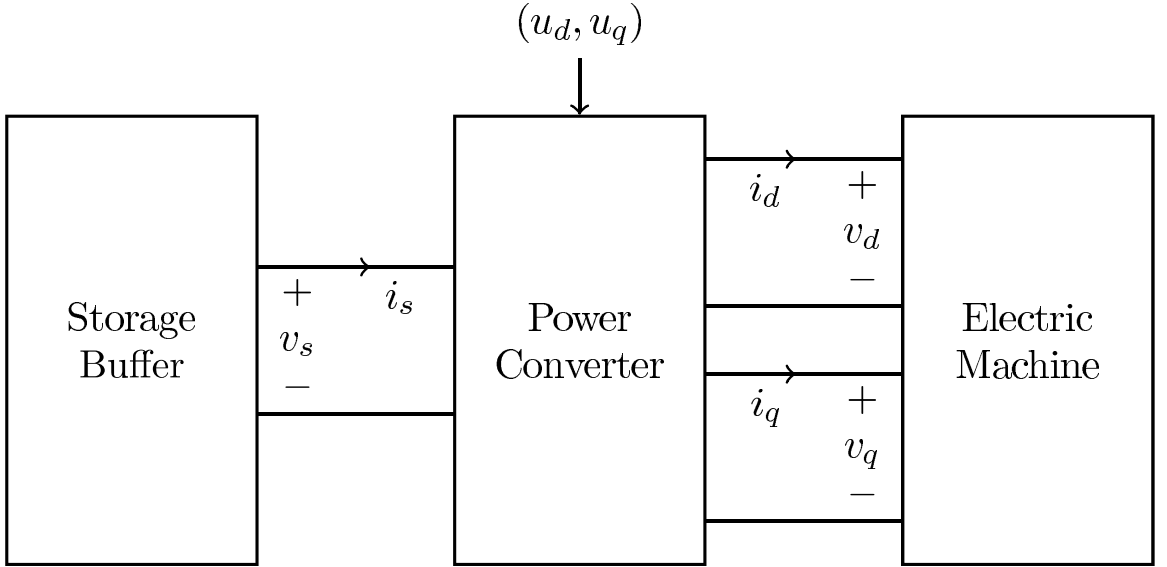 (u_d, u_q)
Storage
Buffer
+
v_s
−
i_s
Power
Converter
i_d
+
v_d
−
i_q
+
v_q
−
Electric
Machine